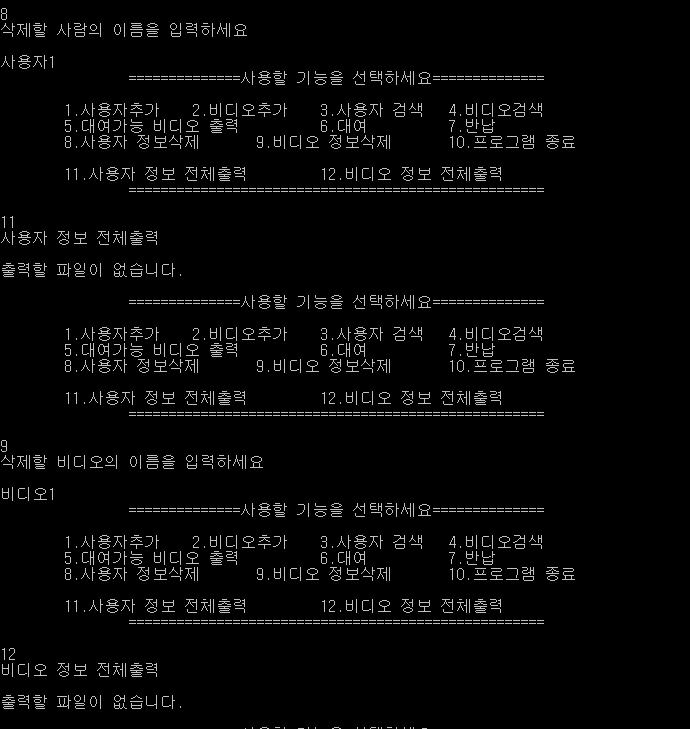 8
삭제할 사람의 이름을 입력하세요
사용자1
==============사용할 기능을 선택하세요==============
1.사용자추가 2.비디오추가 3.사용자 검색 4.비디오검색
5.대여가능 비디오 출력 6.대여 7.반납
8.사용자 정보삭제 9.비디오 정보삭제 10.프로그램 종료
11.사용자 정보 전체출력 12.비디오 정보 전체출력
====================================================
11
사용자 정보 전체출력
출력할 파일이 없습니다.
==============사용할 기능을 선택하세요==============
1.사용자추가 2.비디오추가 3.사용자 검색 4.비디오검색
5.대여가능 비디오 출력 6.대여 7.반납
8.사용자 정보삭제 9.비디오 정보삭제 10.프로그램 종료
11.사용자 정보 전체출력 12.비디오 정보 전체출력
====================================================
9
삭제할 비디오의 이름을 입력하세요
비디오1
==============사용할 기능을 선택하세요==============
1.사용자추가 2.비디오추가 3.사용자 검색 4.비디오검색
5.대여가능 비디오 출력 6.대여 7.반납
8.사용자 정보삭제 9.비디오 정보삭제 10.프로그램 종료
11.사용자 정보 전체출력 12.비디오 정보 전체출력
====================================================
12
비디오 정보 전체출력
출력할 파일이 없습니다.